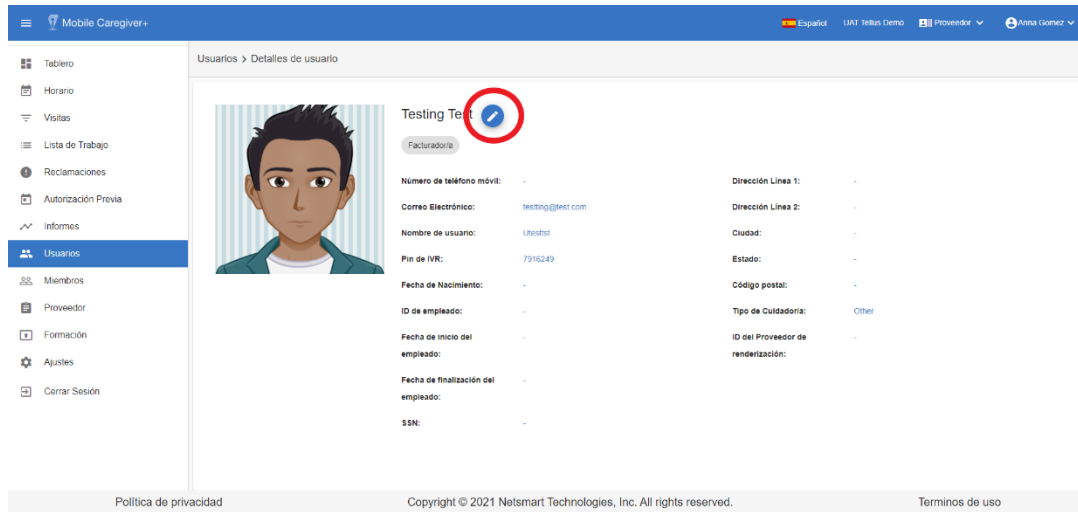 Mobile Caregiver+
Español
UAT Tellus Demo
Proveedor
Anna Gomez
Tablero
Horario
Visitas
Lista de Trabajo
Reclamaciones
Autorización Previa
Informes
Usuarios
Miembros
Proveedor
Formación
Ajustes
Cerrar Sesión
Usuarios > Detalles de usuario
Testing Test
Facturador/a
Número de teléfono móvil: -
Correo Electrónico: testting@test.com
Nombre de usuario: Utesttst
Pin de IVR: 7916249
Fecha de Nacimiento: -
ID de empleado: -
Fecha de inicio del -
empleado:
Fecha de finalización del -
empleado:
SSN: -
Dirección Línea 1: -
Dirección Línea 2: -
Ciudad: -
Estado: -
Código postal: -
Tipo de Cuidador/a: Other
ID del Proveedor de -
renderización:
Política de privacidad
Copyright © 2021 Netsmart Technologies, Inc. All rights reserved.
Terminos de uso